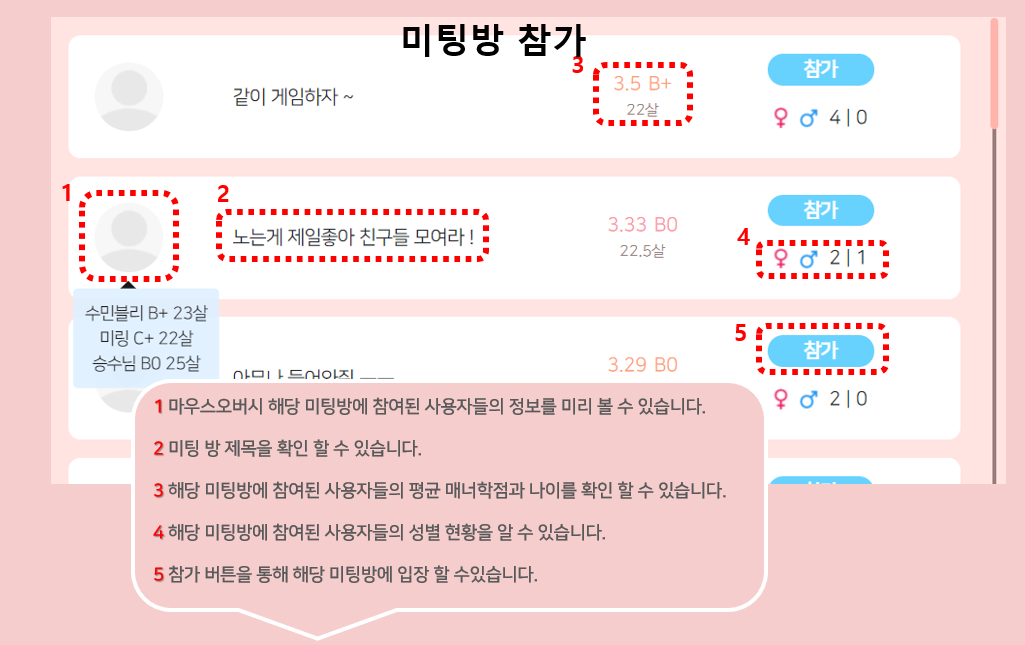 미팅방 참가
같이 게임하자 ~
3
3.5 B+
22살
참가
4 | 0
1
2
노는게 제일좋아 친구들 모여라 !
3.33 B0
22.5살
참가
4
2 | 1
수민블리 B+ 23살
미링 C+ 22살
승수님 B0 25살
3.29 B0
5
참가
2 | 0
1 마우스오버시 해당 미팅방에 참여된 사용자들의 정보를 미리 볼 수 있습니다.
2 미팅 방 제목을 확인 할 수 있습니다.
3 해당 미팅방에 참여된 사용자들의 평균 매너학점과 나이를 확인 할 수 있습니다.
4 해당 미팅방에 참여된 사용자들의 성별 현황을 알 수 있습니다.
5 참가 버튼을 통해 해당 미팅방에 입장 할 수있습니다.